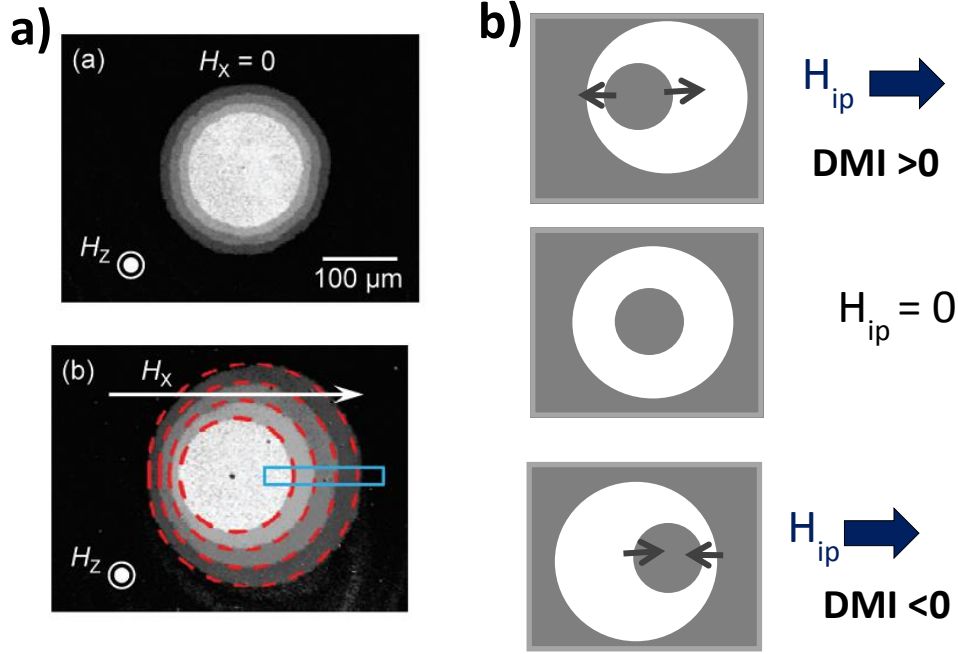 a)
(a)
Hx = 0
Hz
100 μm
(b)
Hx
Hz
b)
Hip
DMI >0
Hip = 0
Hip
DMI <0